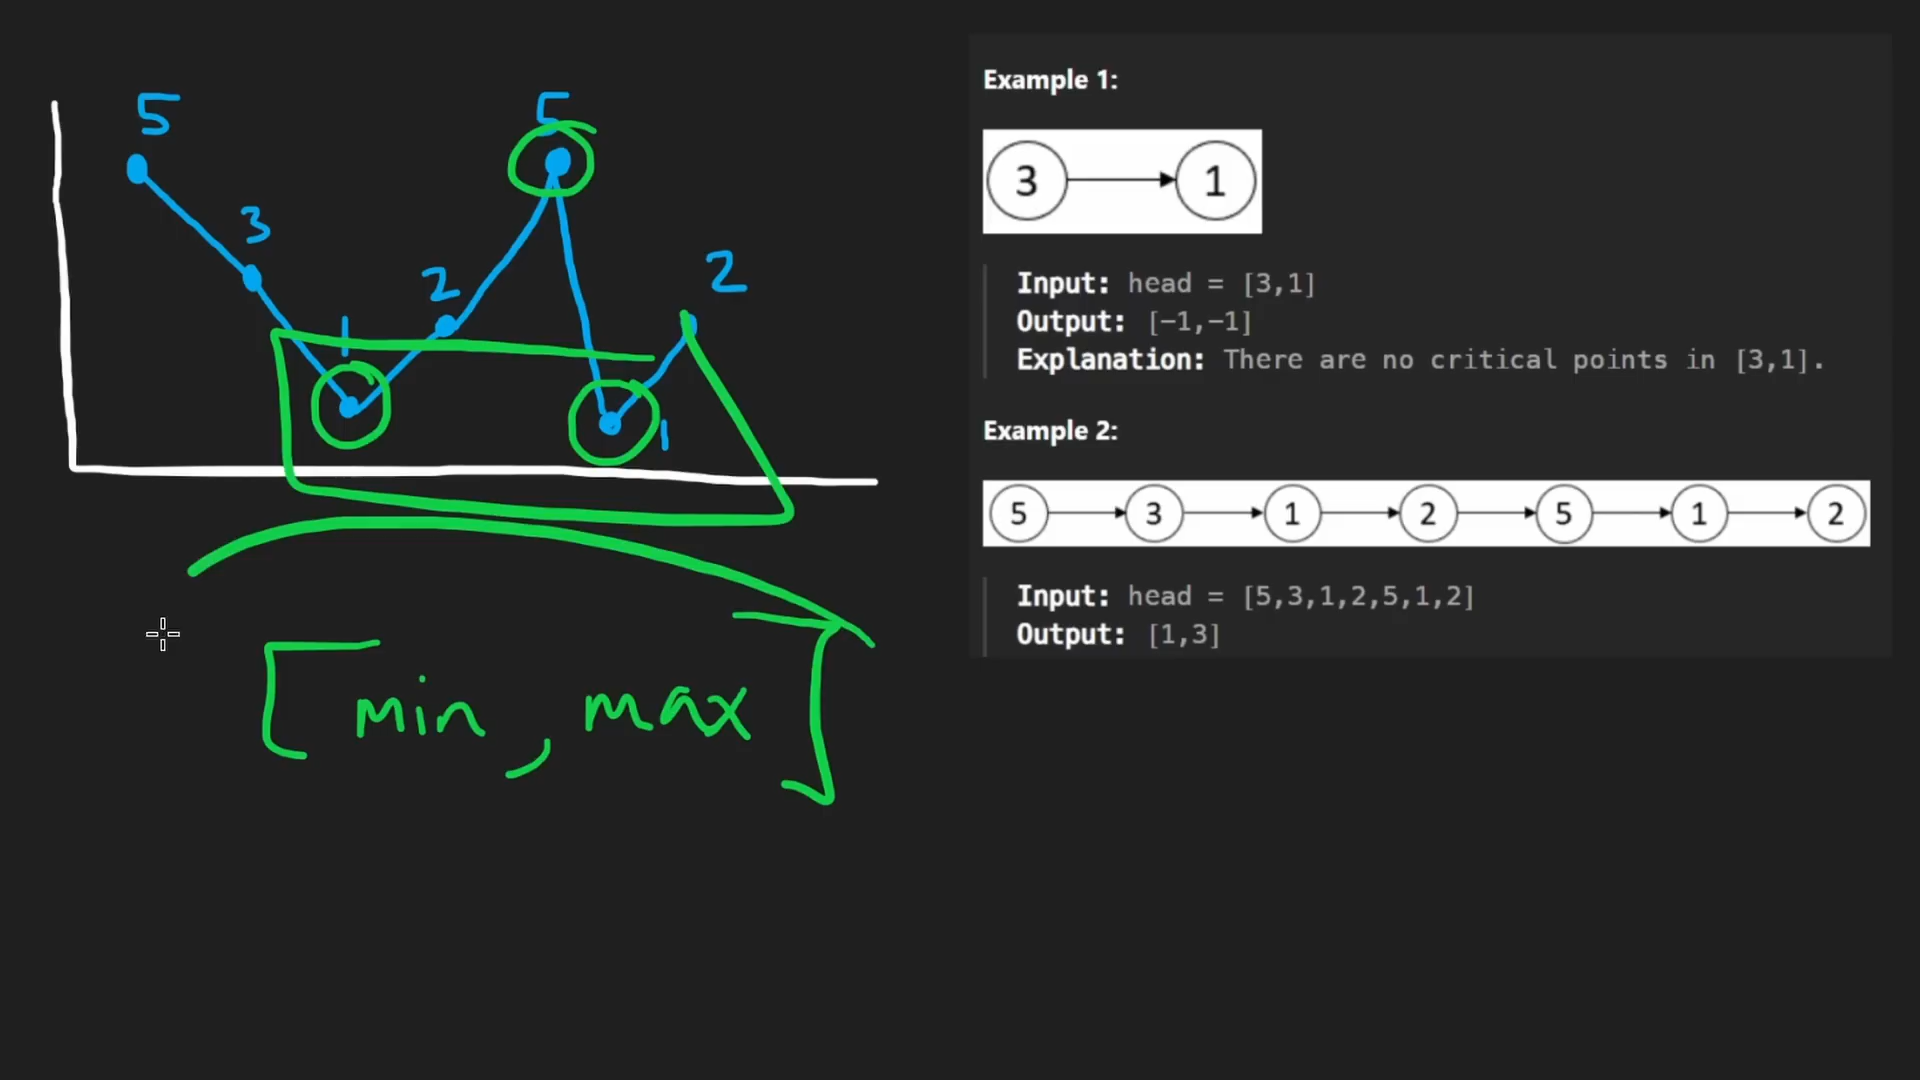 5
5
3
2
2
1
1
[ min , max ]
Example 1:
3 1
Input: head = [3,1]
Output: [-1,-1]
Explanation: There are no critical points in [3,1].
Example 2:
5 3 1 2 5 1 2
Input: head = [5,3,1,2,5,1,2]
Output: [1,3]